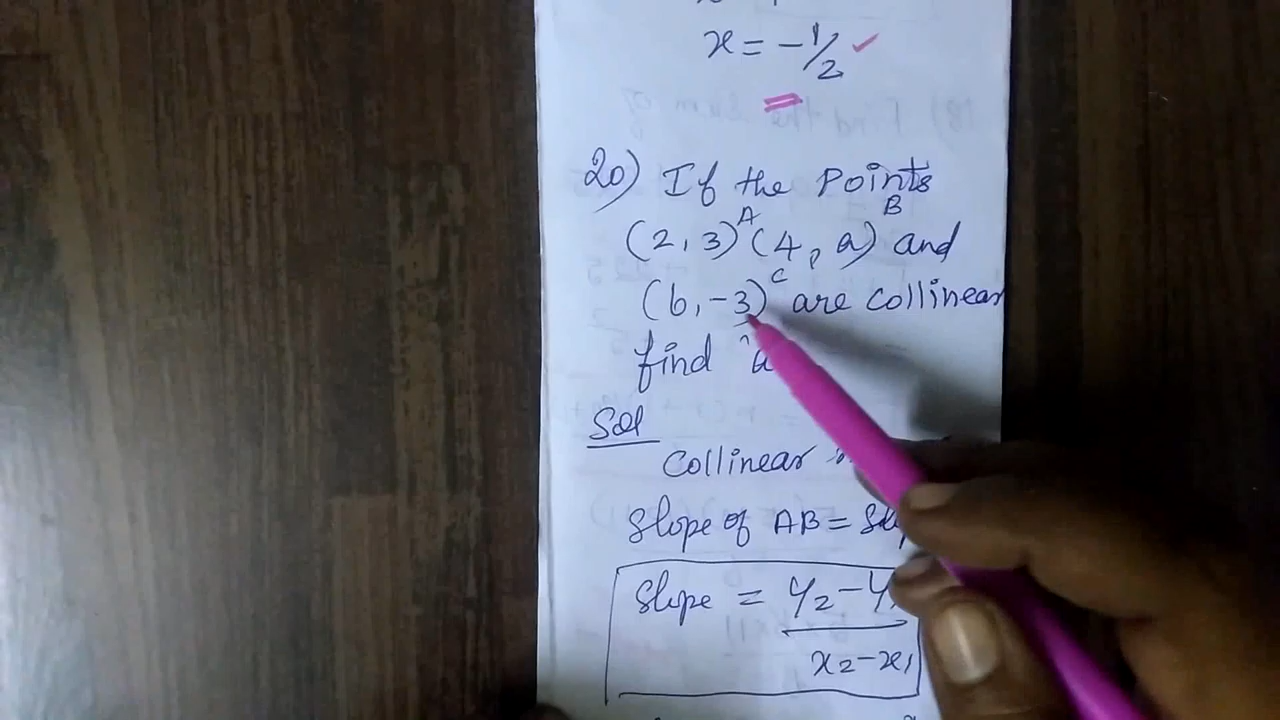 x = -1/2 ✓
20) If the points
(2, 3)A (4, a)B and
(6, -3)C are collinear
find 'a
Sol
Collinear
Slope of AB =
Slope = y2 - y
x2 - x1